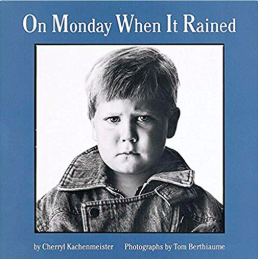 On Monday When It Rained
by Cherryl Kachenmeister Photographs by Tom Berthiaume